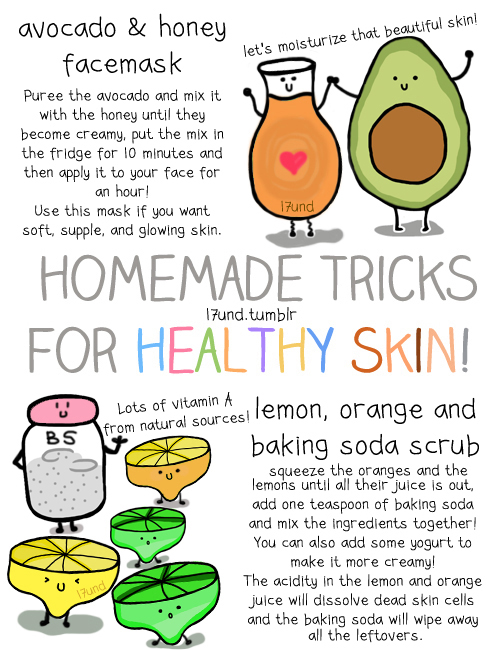 avocado & honey
facemask
Puree the avocado and mix it
with the honey until they
become creamy, put the mix in
the fridge for 10 minutes and
then apply it to your face for
an hour!
Use this mask if you want
soft, supple, and glowing skin.
let's moisturize that beautiful skin!
17und
HOMEMADE TRICKS
17und.tumblr
FOR HEALTHY SKIN!
Lots of vitamin A
from natural sources!
BS
17und
lemon, orange and
baking soda scrub
squeeze the oranges and the
lemons until all their juice is out,
add one teaspoon of baking soda
and mix the ingredients together!
You can also add some yogurt to
make it more creamy!
The acidity in the lemon and orange
juice will dissolve dead skin cells
and the baking soda will wipe away
all the leftovers.